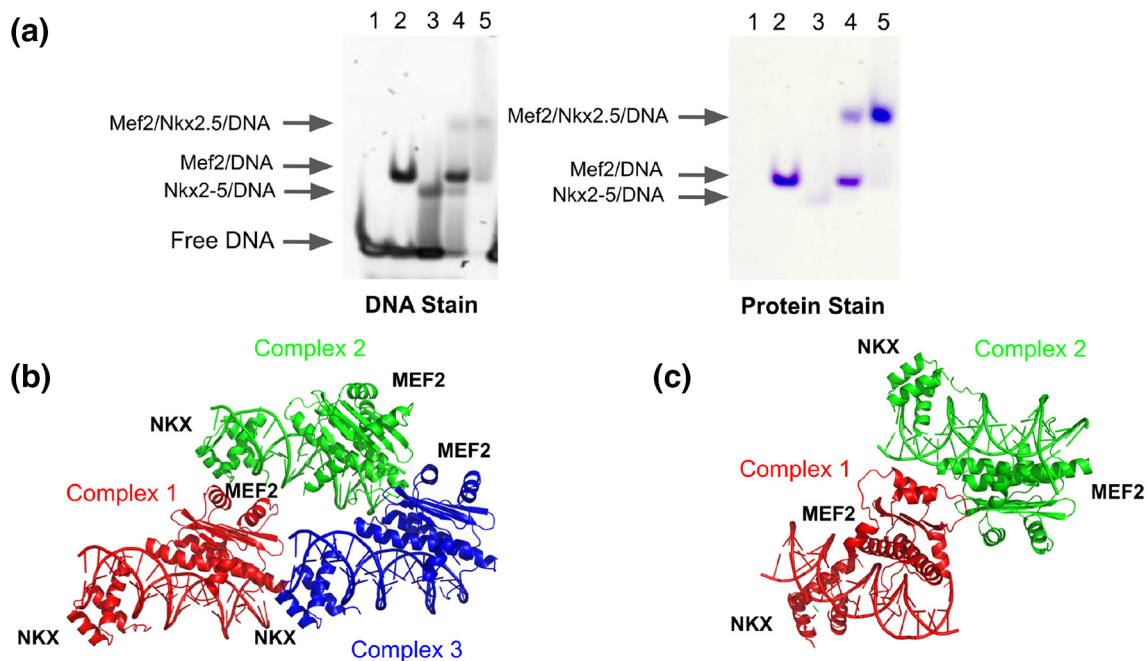 (a)
1 2 3 4 5
Mef2/Nkx2.5/DNA
Mef2/DNA
Nkx2-5/DNA
Free DNA
DNA Stain
1 2 3 4 5
Mef2/Nkx2.5/DNA
Mef2/DNA
Nkx2-5/DNA
Protein Stain
(b)
Complex 2
MEF2
NKX
MEF2
Complex 1
MEF2
NKX
NKX
Complex 3
(c)
NKX
Complex 2
Complex 1
MEF2
MEF2
NKX